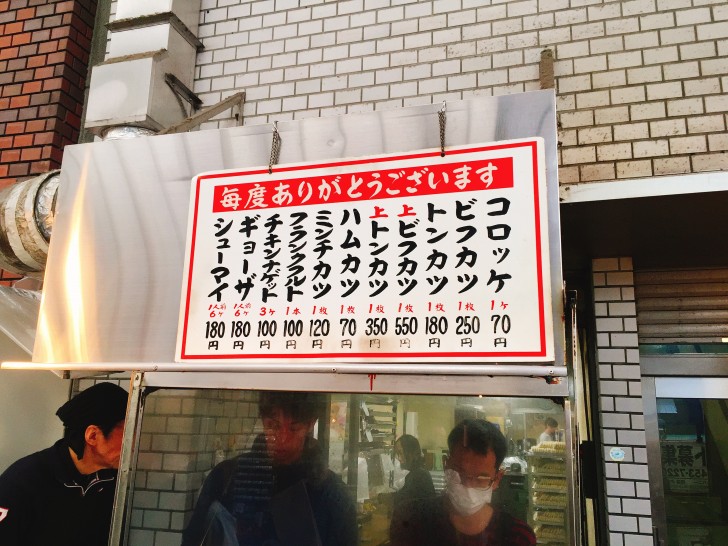 毎度ありがとうございます
コロッケ 1ヶ 70円
ビフカツ 1枚 250円
トンカツ 1枚 180円
上ビフカツ 1枚 550円
上トンカツ 1枚 350円
ハムカツ 1枚 70円
ミンチカツ 1枚 120円
フランクフルト 1本 100円
チキンナゲット 3ヶ 100円
ギョーザ 1人前 6ヶ 180円
シューマイ 1人前 6ヶ 180円
募集